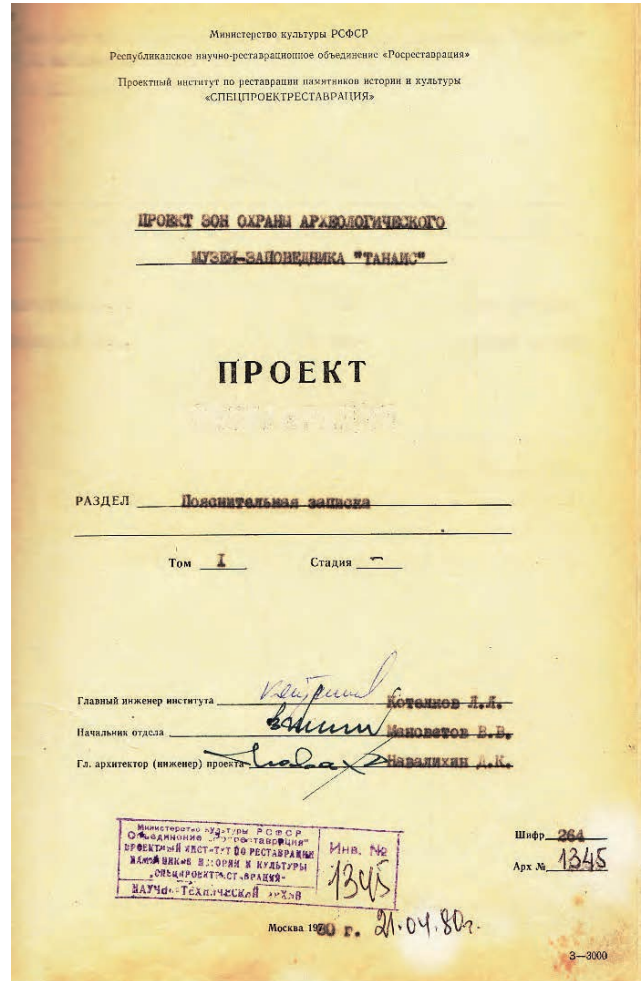 Министерство культуры РСФСР
Республиканское научно-реставрационное объединение «Росреставрация»
Проектный институт по реставрации памятников истории и культуры
«СПЕЦПРОЕКТРЕСТАВРАЦИЯ»
ПРОЕКТ ЗОН ОХРАНЫ АРХЕОЛОГИЧЕСКОГО
МУЗЕЯ-ЗАПОВЕДНИКА "ТАНАИС"
ПРОЕКТ
РАЗДЕЛ Пояснительная записка
Том I Стадия —
Главный инженер института Котелков Л.Л.
Начальник отдела Мановетов В.В.
Гл. архитектор (инженер) проекта Навалихин Д.К.
Министерство культуры РСФСР
Объединение "Росреставрация"
ПРОЕКТНЫЙ ИНСТИТУТ ПО РЕСТАВРАЦИИ
ПАМЯТНИКОВ ИСТОРИИ И КУЛЬТУРЫ
"СПЕЦПРОЕКТРЕСТАВРАЦИЯ"
НАУЧНО-ТЕХНИЧЕСКИЙ АРХИВ
Инв. №
1345
Шифр 264
Арх № 1345
Москва 1980 г. 21.04.80г.
З—3000